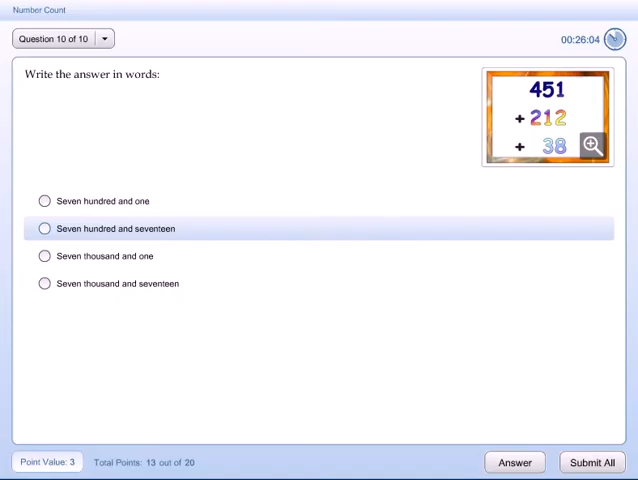 Number Count
Question 10 of 10
00:26:04
Write the answer in words:
451
+ 212
+ 38
Seven hundred and one
Seven hundred and seventeen
Seven thousand and one
Seven thousand and seventeen
Point Value: 3
Total Points: 13 out of 20
Answer
Submit All